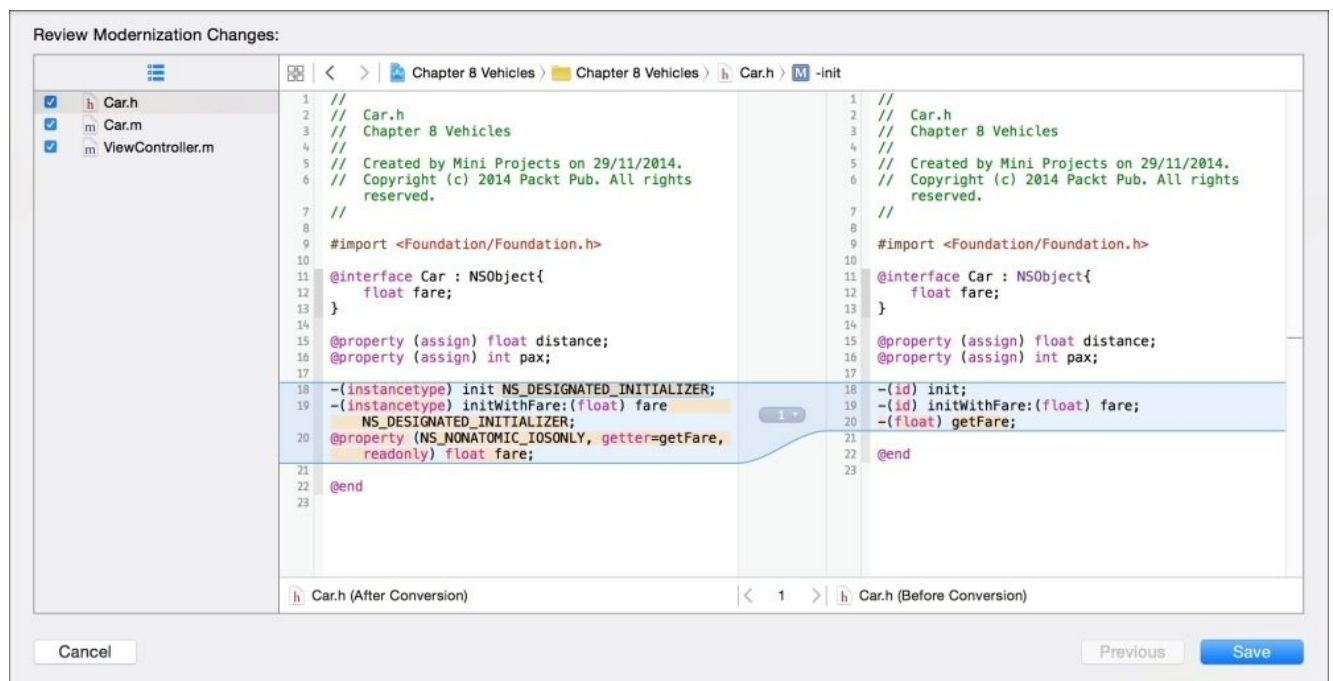 Review Modernization Changes:
Chapter 8 Vehicles 〉 Chapter 8 Vehicles 〉 h Car.h 〉 M -init
h Car.h
m Car.m
m ViewController.m
1 //
2 // Car.h
3 // Chapter 8 Vehicles
4 //
5 // Created by Mini Projects on 29/11/2014.
6 // Copyright (c) 2014 Packt Pub. All rights
reserved.
7 //
8
9 #import <Foundation/Foundation.h>
10
11 @interface Car : NSObject{
12 float fare;
13 }
14
15 @property (assign) float distance;
16 @property (assign) int pax;
17
18 -(instancetype) init NS_DESIGNATED_INITIALIZER;
19 -(instancetype) initWithFare:(float) fare
NS_DESIGNATED_INITIALIZER;
20 @property (NS_NONATOMIC_IOSONLY, getter=getFare,
readonly) float fare;
21
22 @end
23
1
1 //
2 // Car.h
3 // Chapter 8 Vehicles
4 //
5 // Created by Mini Projects on 29/11/2014.
6 // Copyright (c) 2014 Packt Pub. All rights
reserved.
7 //
8
9 #import <Foundation/Foundation.h>
10
11 @interface Car : NSObject{
12 float fare;
13 }
14
15 @property (assign) float distance;
16 @property (assign) int pax;
17
18 -(id) init;
19 -(id) initWithFare:(float) fare;
20 -(float) getFare;
21
22 @end
23
h Car.h (After Conversion)
1
h Car.h (Before Conversion)
Cancel
Previous
Save